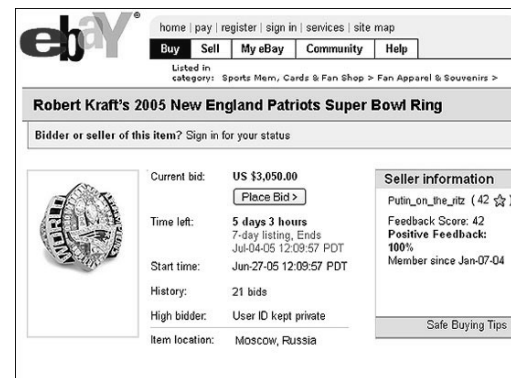 ebaY®
home | pay | register | sign in | services | site map
Buy Sell My eBay Community Help
Listed in
category: Sports Mem, Cards & Fan Shop > Fan Apparel & Souvenirs >
Robert Kraft's 2005 New England Patriots Super Bowl Ring
Bidder or seller of this item? Sign in for your status
WORLD CHAMPIONS
Current bid: US $3,050.00
Place Bid >
Time left: 5 days 3 hours
7-day listing, Ends
Jul-04-05 12:09:57 PDT
Start time: Jun-27-05 12:09:57 PDT
History: 21 bids
High bidder: User ID kept private
Item location: Moscow, Russia
Seller information
Putin_on_the_ritz ( 42 ☆ )
Feedback Score: 42
Positive Feedback:
100%
Member since Jan-07-04
Safe Buying Tips